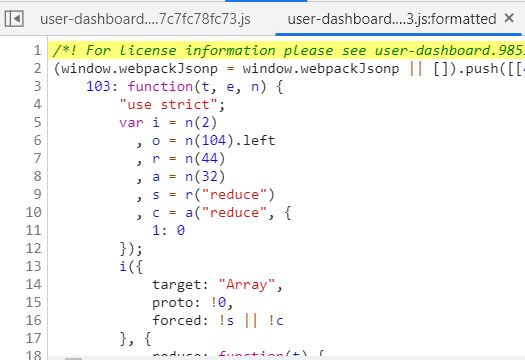 user-dashboard....7c7fc78fc73.js
user-dashboard....3.js:formatted ×
1 /*! For license information please see user-dashboard.985
2 (window.webpackJsonp = window.webpackJsonp || []).push([[
3 103: function(t, e, n) {
4 "use strict";
5 var i = n(2)
6 , o = n(104).left
7 , r = n(44)
8 , a = n(32)
9 , s = r("reduce")
10 , c = a("reduce", {
11 1: 0
12 });
13 i({
14 target: "Array",
15 proto: !0,
16 forced: !s || !c
17 }, {
18 reduce: function(t) {